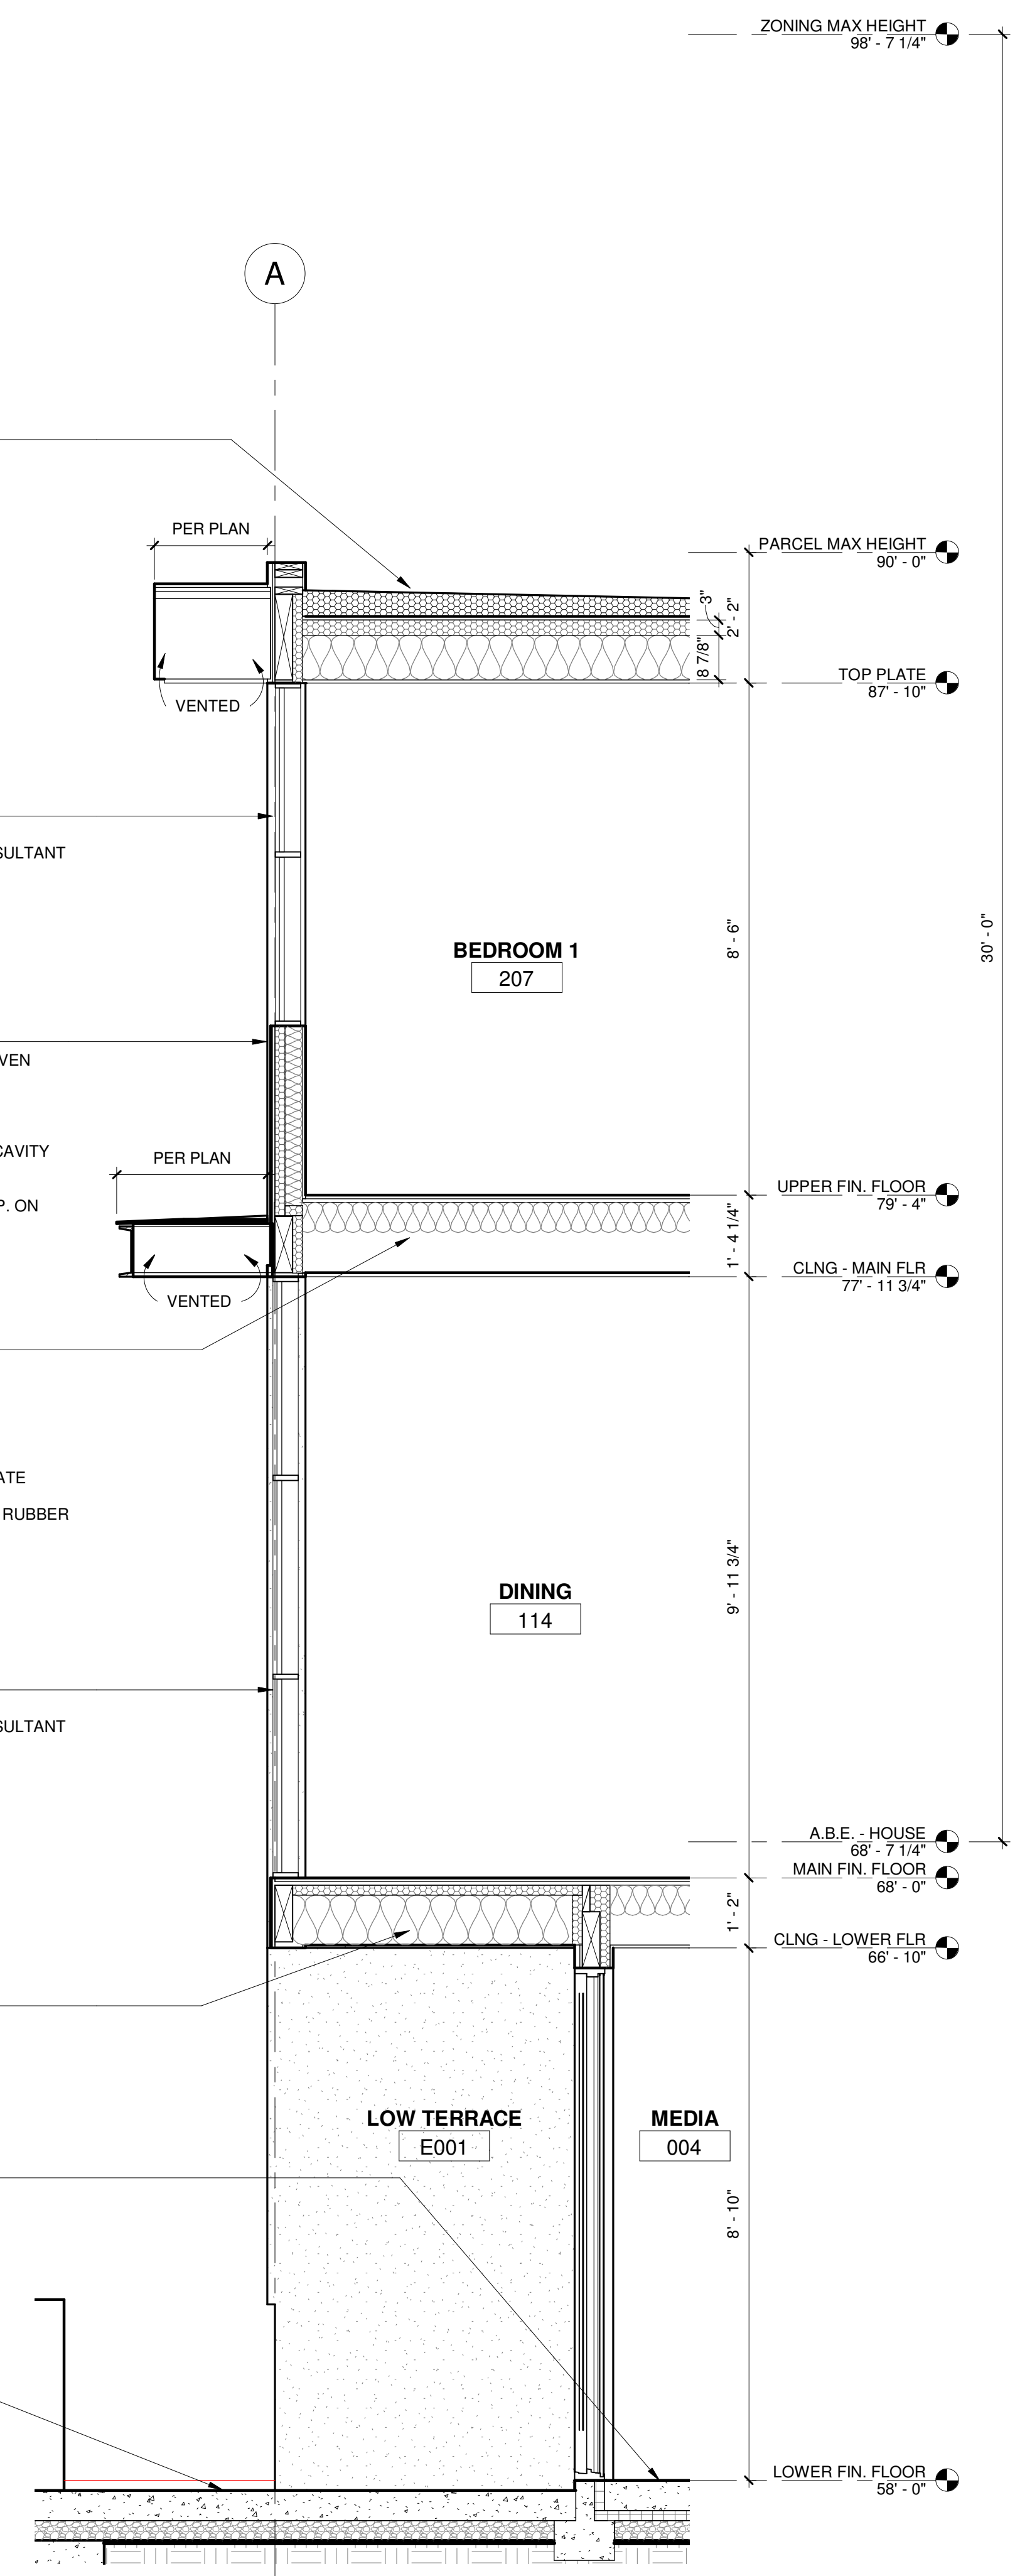 ZONING MAX HEIGHT
98' - 7 1/4"
A
PER PLAN
PARCEL MAX HEIGHT
90' - 0"
3"
2' - 2"
8 7/8"
TOP PLATE
87' - 10"
VENTED
SULTANT
8' - 6"
30' - 0"
BEDROOM 1
207
VEN
CAVITY
PER PLAN
P. ON
UPPER FIN. FLOOR
79' - 4"
1' - 4 1/4"
CLNG - MAIN FLR
77' - 11 3/4"
VENTED
ATE
RUBBER
9' - 11 3/4"
DINING
114
SULTANT
A.B.E. - HOUSE
68' - 7 1/4"
MAIN FIN. FLOOR
68' - 0"
1' - 2"
CLNG - LOWER FLR
66' - 10"
LOW TERRACE
E001
MEDIA
004
8' - 10"
LOWER FIN. FLOOR
58' - 0"